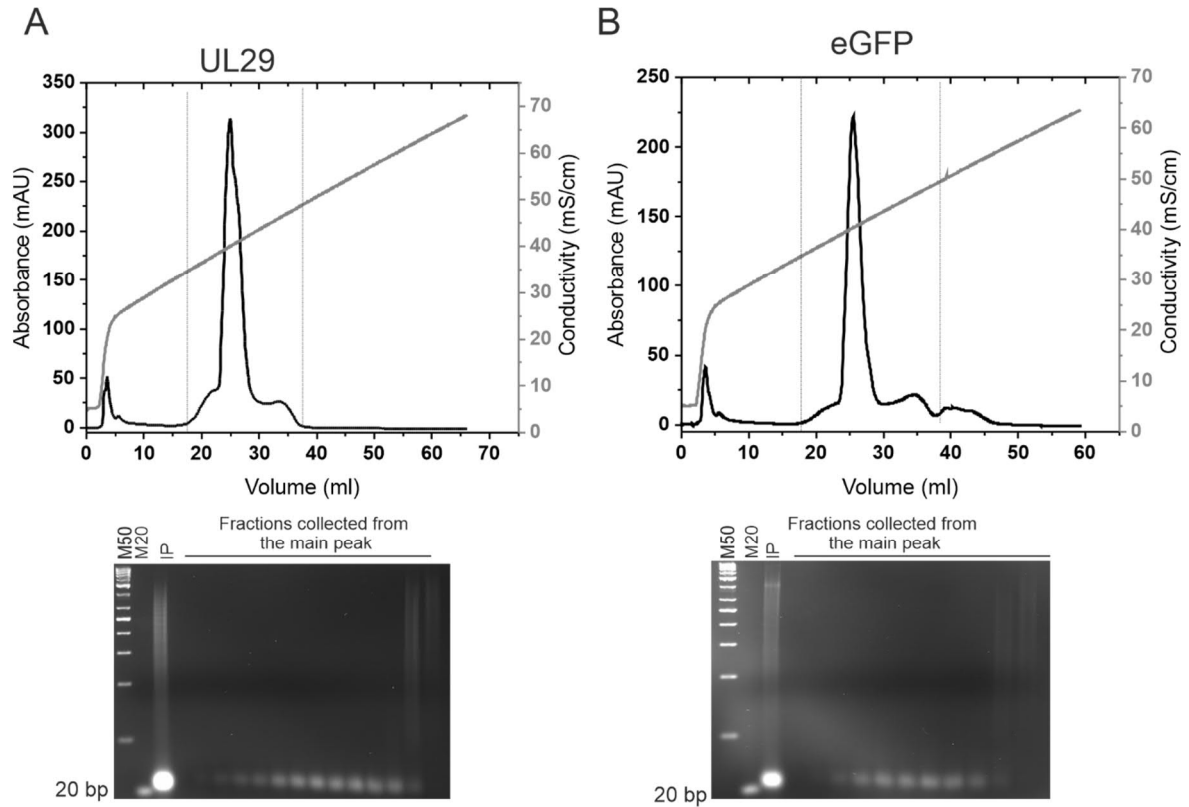 A
UL29
350
300
250
200
150
100
50
0
Absorbance (mAU)
70
60
50
40
30
20
10
0
Conductivity (mS/cm)
0 10 20 30 40 50 60 70
Volume (ml)
M50
M20
IP
Fractions collected from
the main peak
20 bp
B
eGFP
250
200
150
100
50
0
Absorbance (mAU)
70
60
50
40
30
20
10
0
Conductivity (mS/cm)
0 10 20 30 40 50 60
Volume (ml)
M50
M20
IP
Fractions collected from
the main peak
20 bp